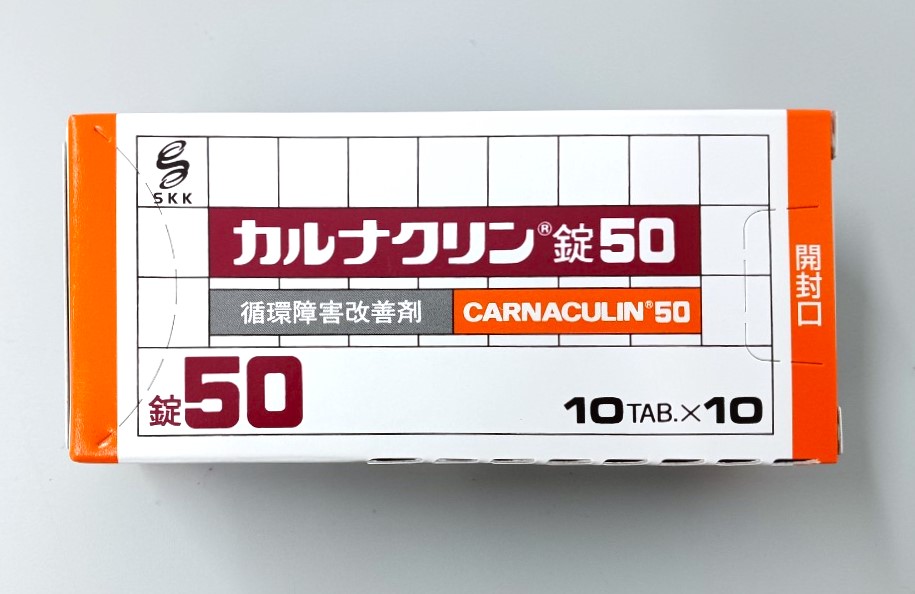 SKK
カルナクリン®錠50
循環障害改善剤
CARNACULIN®50
錠50
10TAB.×10
開封口